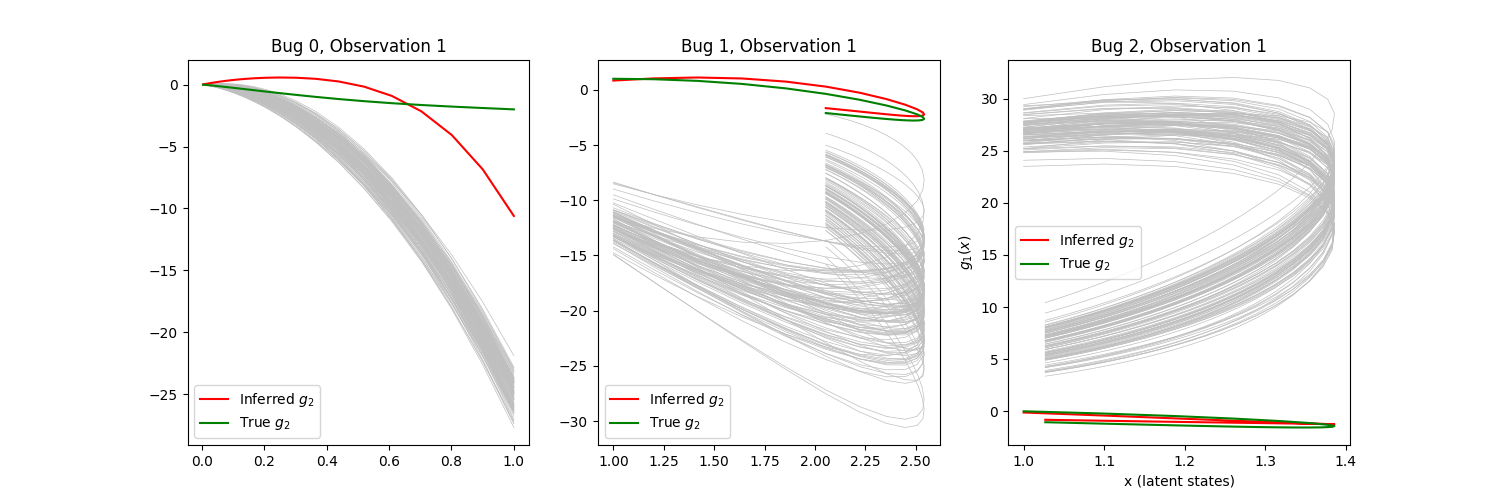 Bug 0, Observation 1
0
−5
−10
−15
−20
−25
0.0 0.2 0.4 0.6 0.8 1.0
Inferred g₂
True g₂
Bug 1, Observation 1
0
−5
−10
−15
−20
−25
−30
1.00 1.25 1.50 1.75 2.00 2.25 2.50
Inferred g₂
True g₂
Bug 2, Observation 1
g₁(x)
30
25
20
15
10
5
0
1.0 1.1 1.2 1.3 1.4
x (latent states)
Inferred g₂
True g₂